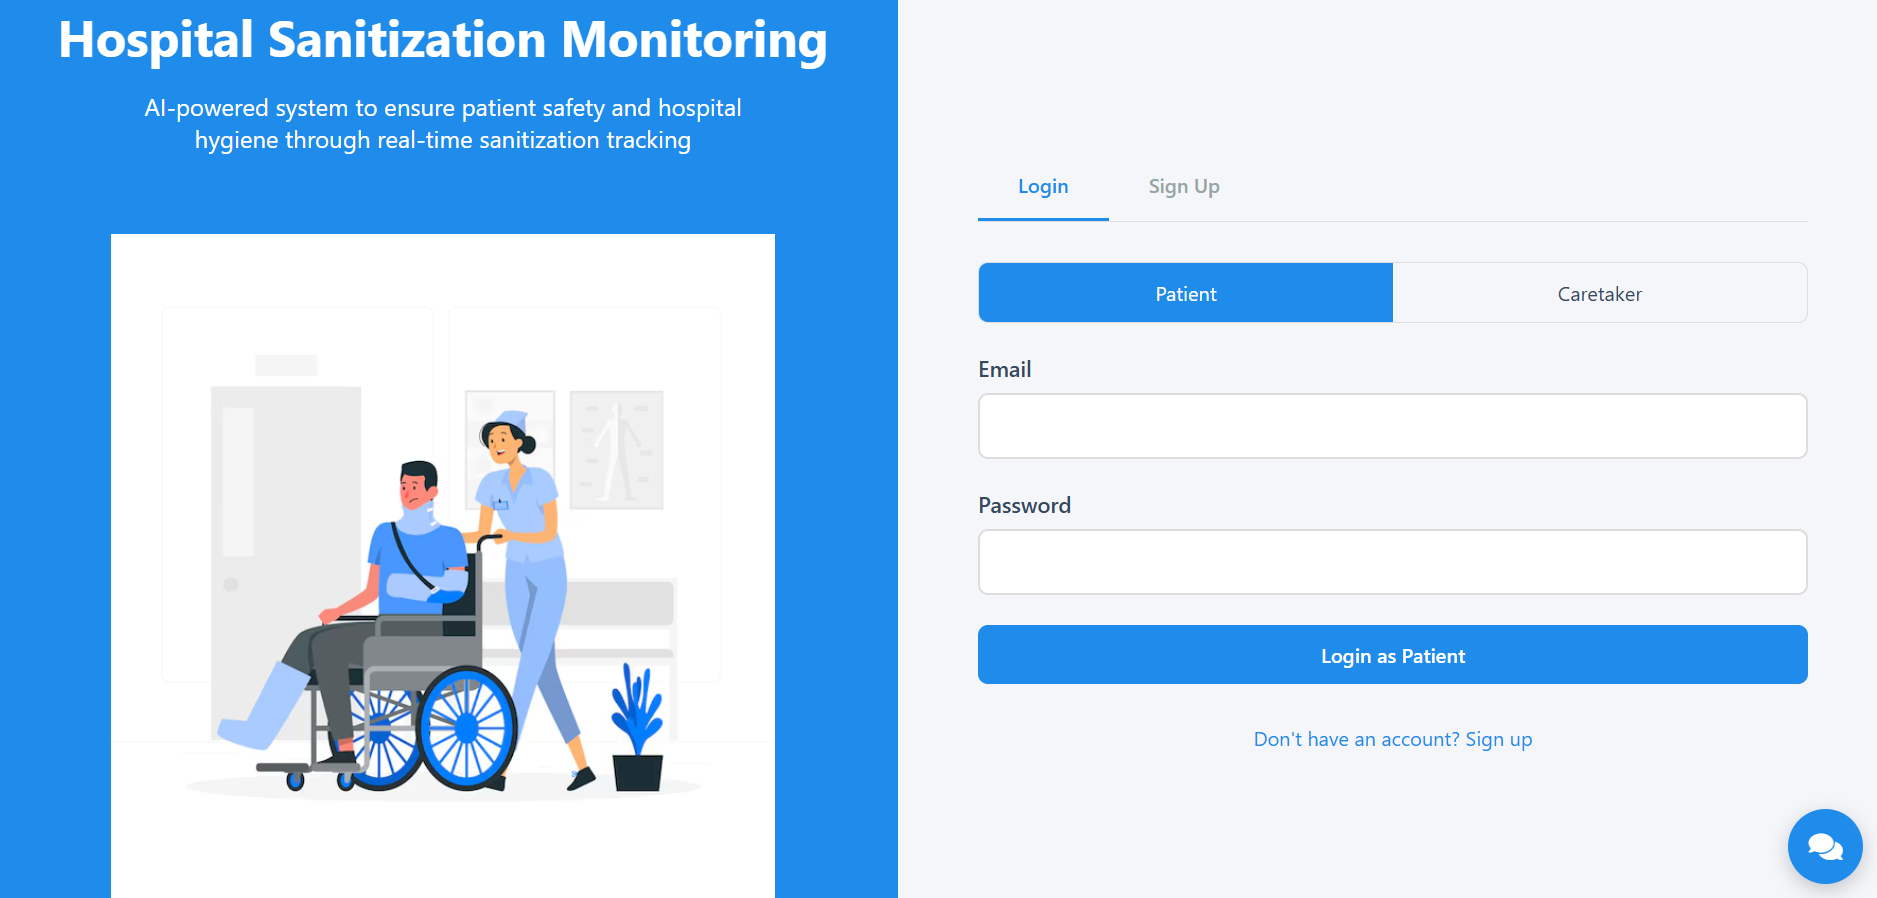 Hospital Sanitization Monitoring
AI-powered system to ensure patient safety and hospital
hygiene through real-time sanitization tracking
Login
Sign Up
Patient
Caretaker
Email
Password
Login as Patient
Don't have an account? Sign up